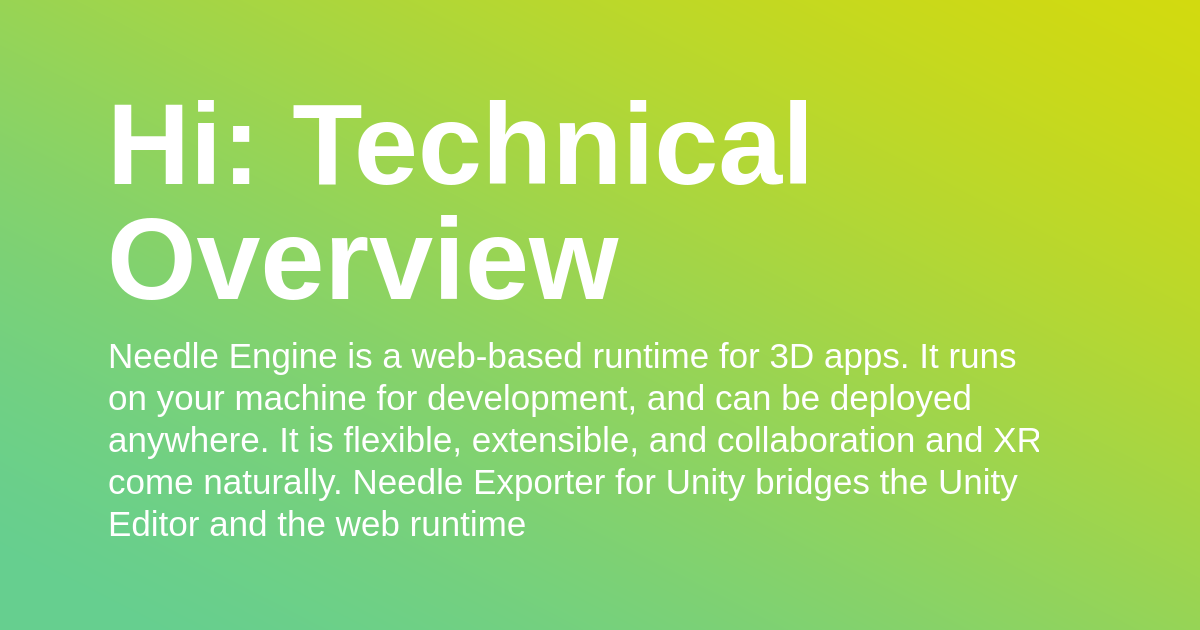 Hi: Technical
Overview
Needle Engine is a web-based runtime for 3D apps. It runs
on your machine for development, and can be deployed
anywhere. It is flexible, extensible, and collaboration and XR
come naturally. Needle Exporter for Unity bridges the Unity
Editor and the web runtime